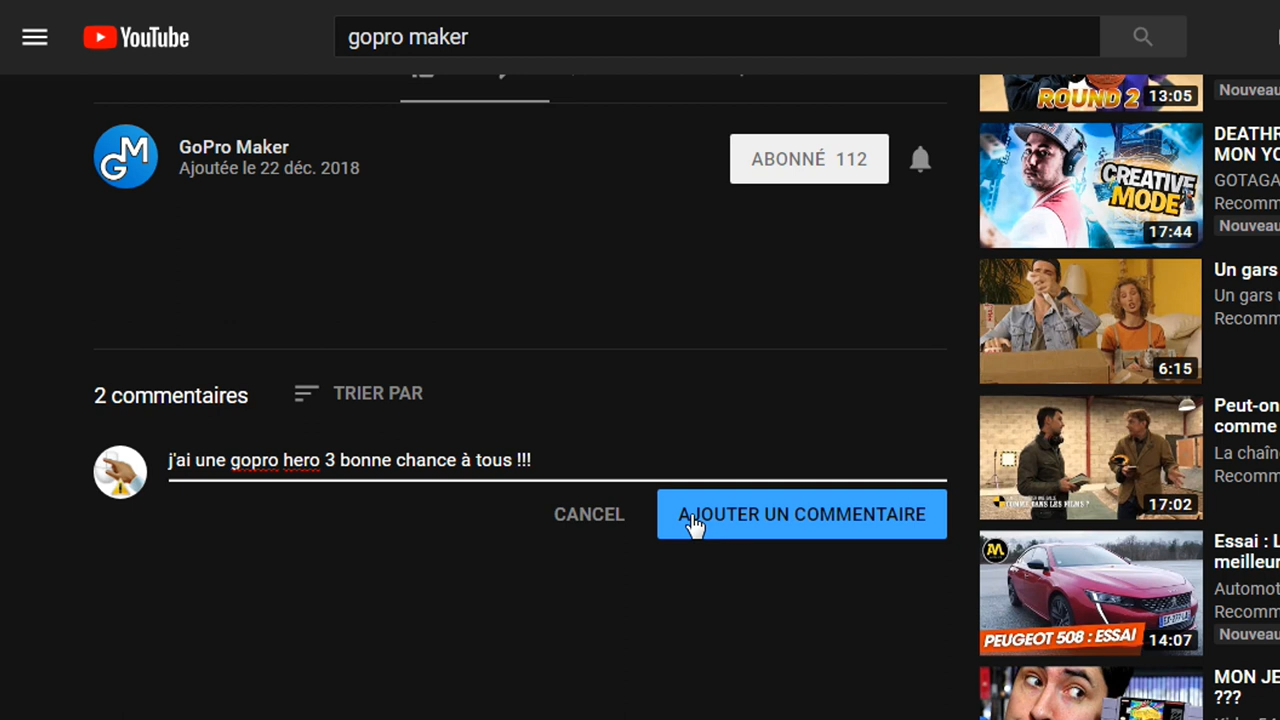 YouTube
gopro maker
GoPro Maker
Ajoutée le 22 déc. 2018
ABONNÉ 112
2 commentaires
TRIER PAR
j'ai une gopro hero 3 bonne chance à tous !!!
CANCEL
AJOUTER UN COMMENTAIRE
ROUND 2
13:05
Nouveau
CREATIVE
MODE
17:44
DEATHR
MON YO
GOTAGA
Recomm
Nouveau
6:15
Un gars
Un gars
Recomm
17:02
Peut-on
comme
La chaîn
Recomm
PEUGEOT 508 : ESSAI
14:07
Essai : L
meilleur
Automot
Recomm
Nouveau
MON JE
???